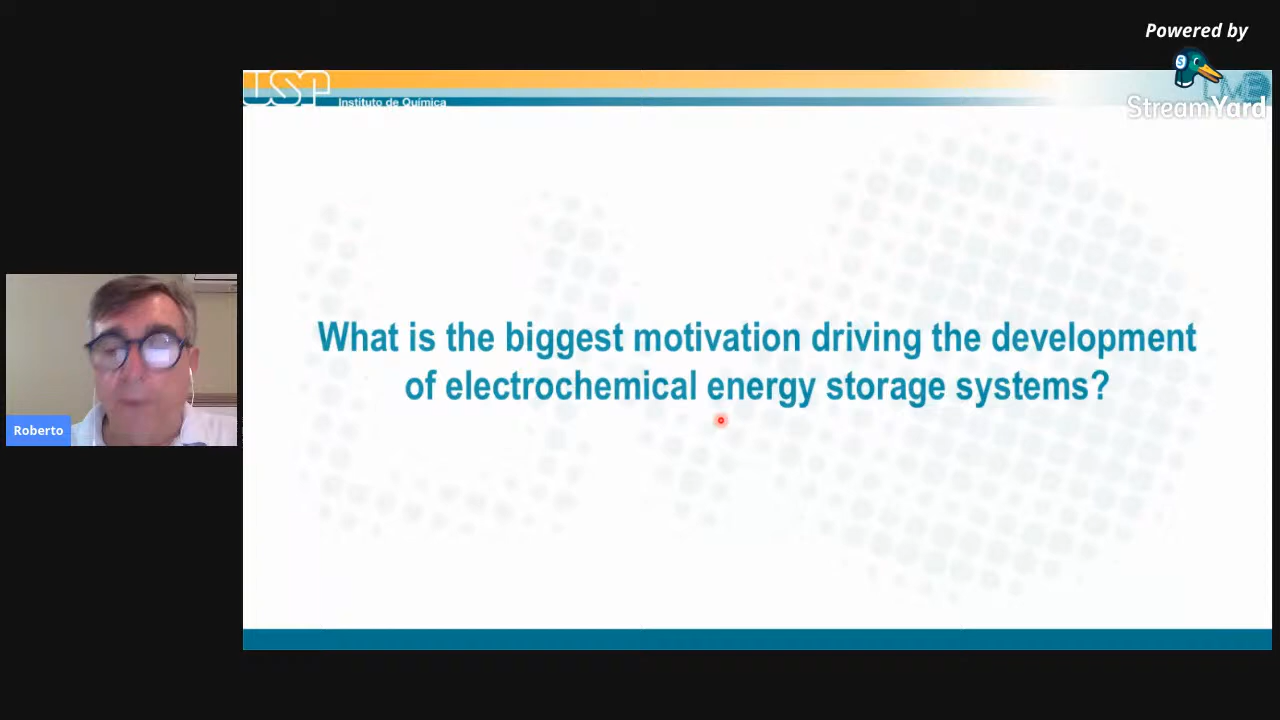 Powered by
StreamYard
USP
Instituto de Química
What is the biggest motivation driving the development
of electrochemical energy storage systems?
Roberto